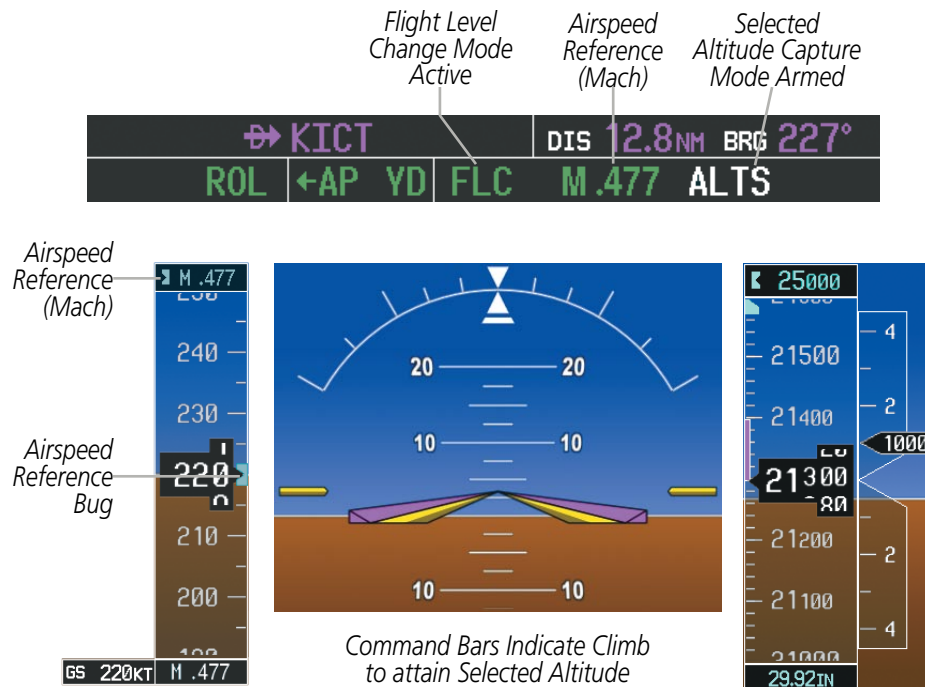 Flight Level
Change Mode
Active
Airspeed
Reference
(Mach)
Selected
Altitude Capture
Mode Armed
D KICT
DIS 12.8NM BRG 227°
ROL ←AP YD FLC M .477 ALTS
Airspeed
Reference
(Mach)
M .477
240
230
220
210
200
GS 220KT
M .477
Airspeed
Reference
Bug
20 20
10 10
10 10
Command Bars Indicate Climb
to attain Selected Altitude
25000
21500
21400
21300
80
21200
21100
21000
29.92IN
4
2
1000
2
4